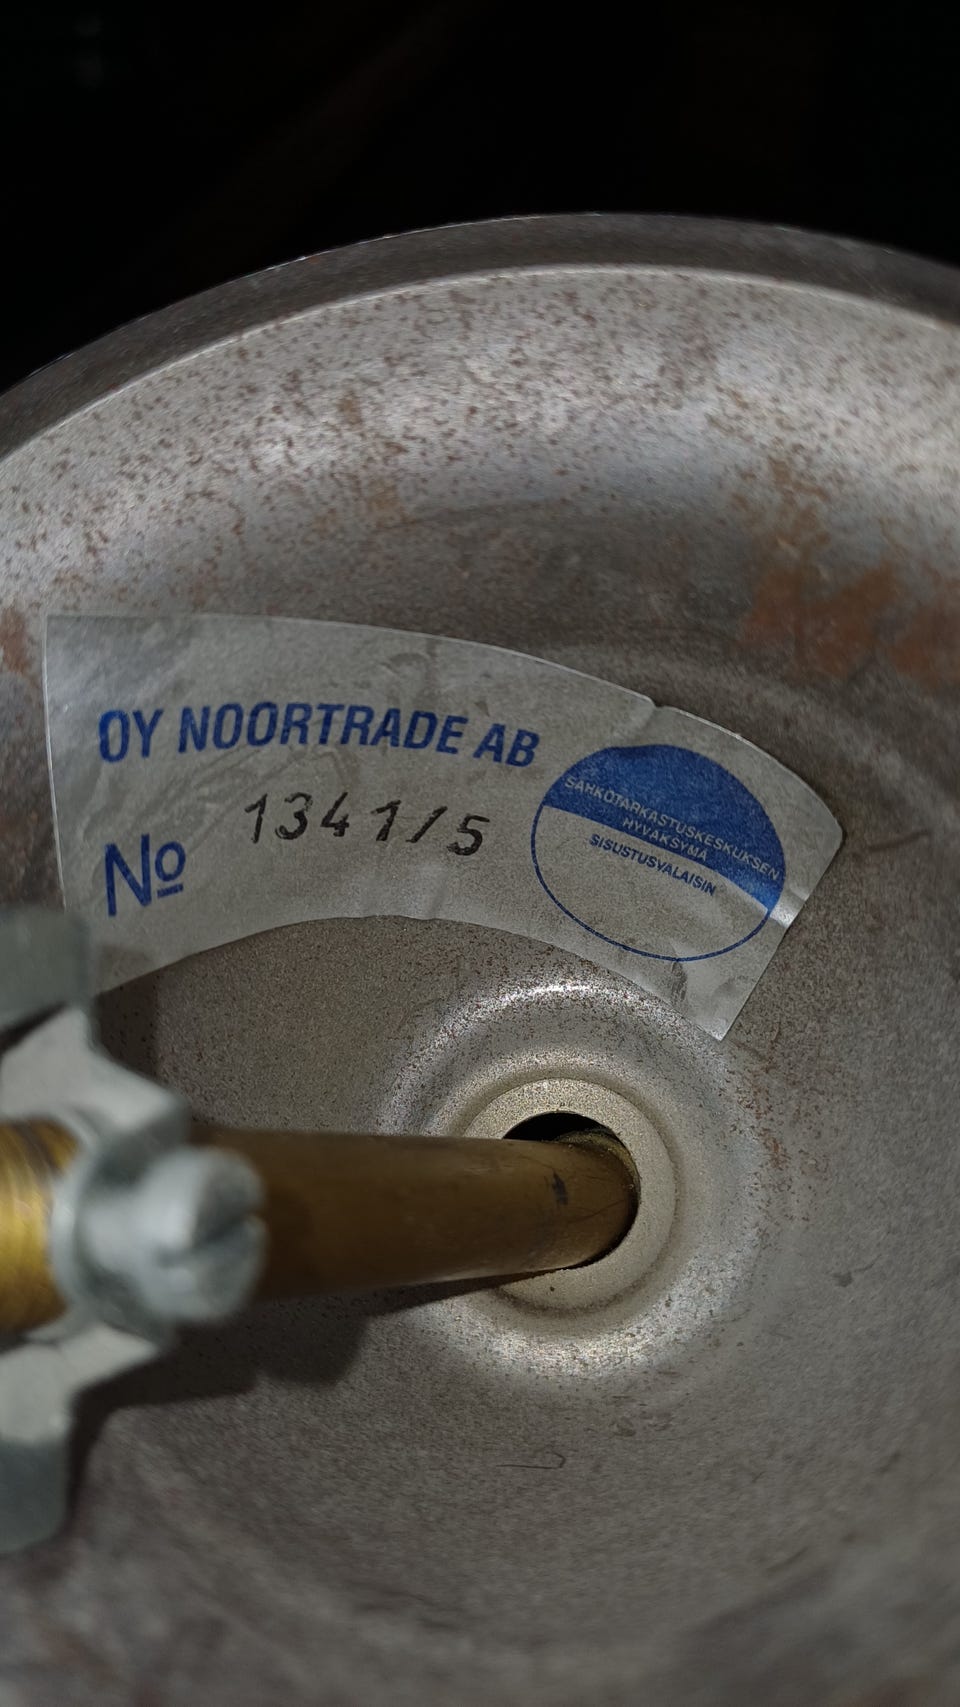 OY NOORTRADE AB
No 1341/5
SÄHKÖTARKASTUSKESKUKSEN
HYVÄKSYMÄ
SISUSTUSVALAISIN